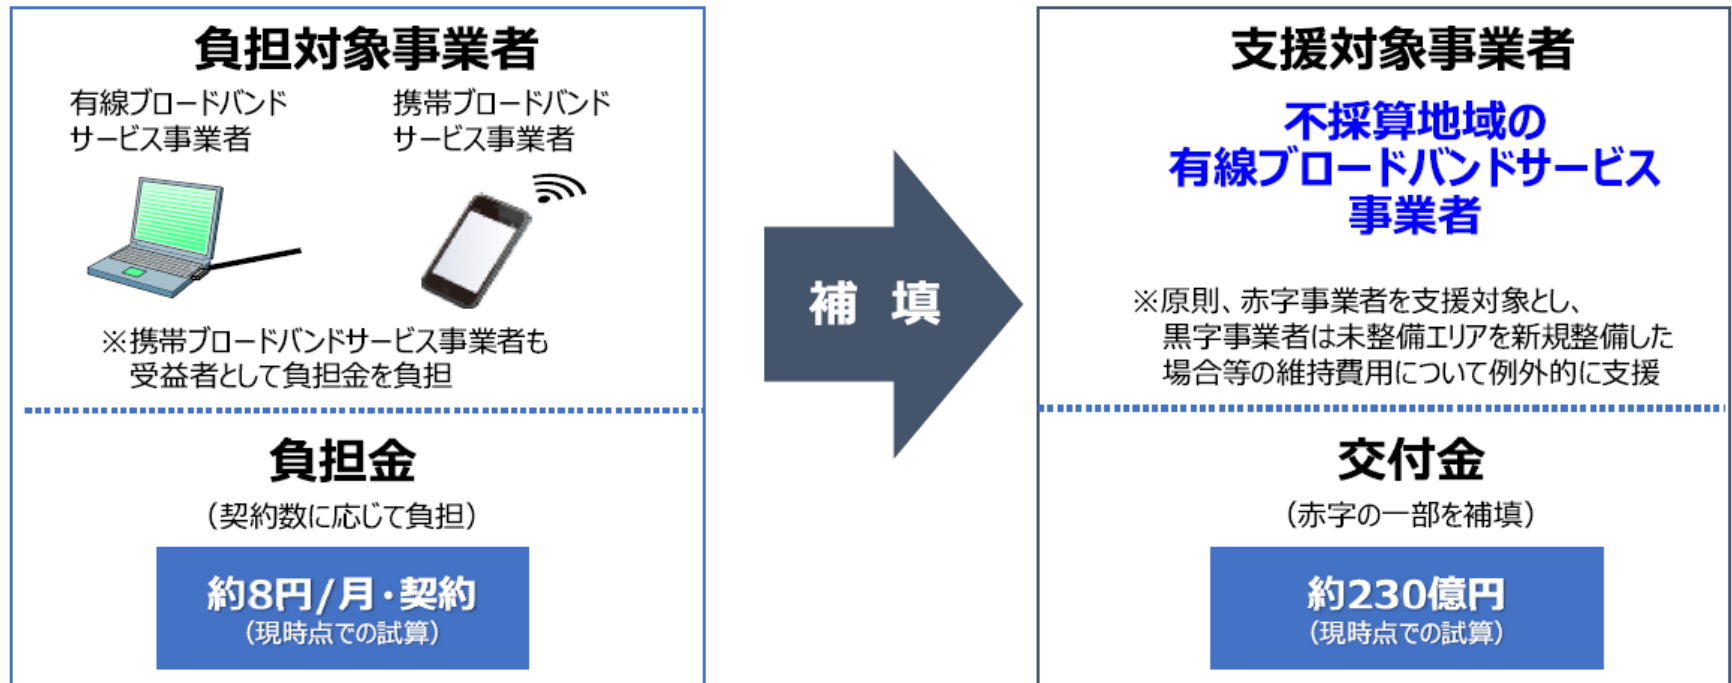 負担対象事業者
有線ブロードバンド
サービス事業者
携帯ブロードバンド
サービス事業者
※携帯ブロードバンドサービス事業者も
受益者として負担金を負担
負担金
（契約数に応じて負担）
約8円/月・契約
（現時点での試算）
補 填
支援対象事業者
不採算地域の
有線ブロードバンドサービス
事業者
※原則、赤字事業者を支援対象とし、
黒字事業者は未整備エリアを新規整備した
場合等の維持費用について例外的に支援
交付金
（赤字の一部を補填）
約230億円
（現時点での試算）